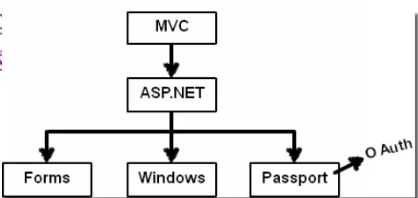 MVC
ASP.NET
Forms
Windows
Passport
O Auth